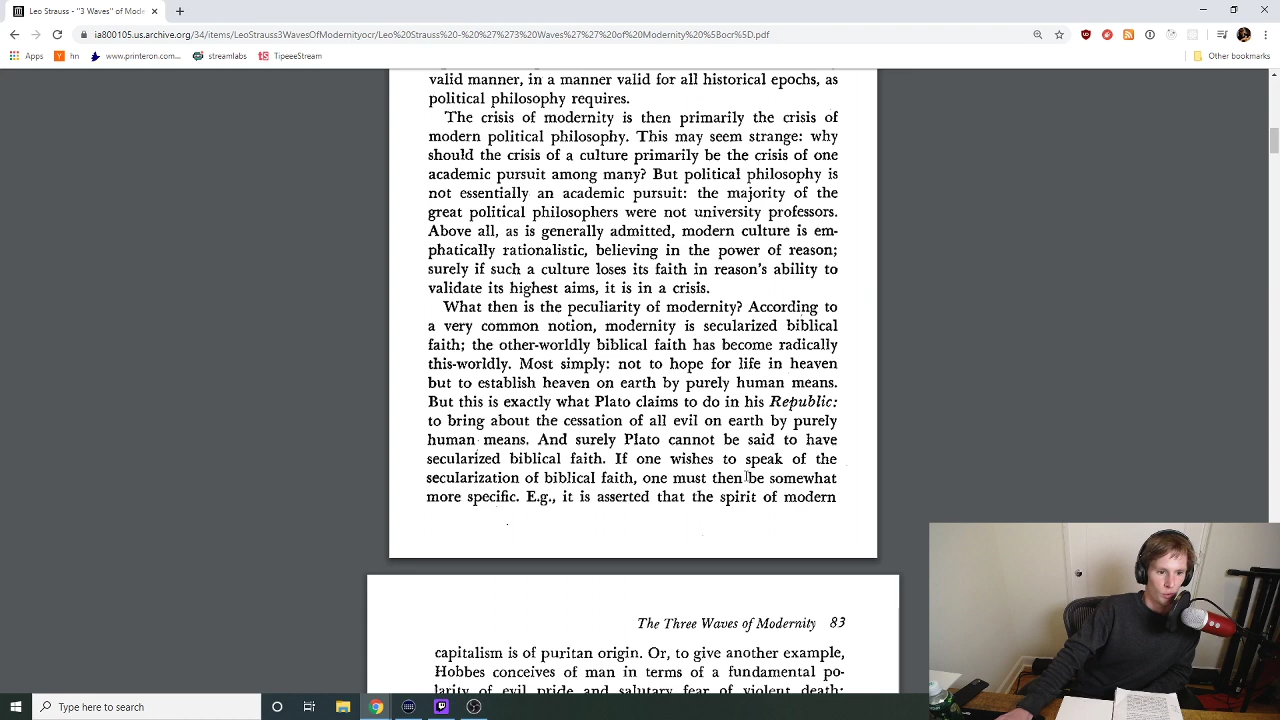 Leo Strauss - "3 Waves" of Mode
ia800105.us.archive.org/34/items/LeoStrauss3WavesOfModernityocr/Leo%20Strauss%20-%20%27%273%20Waves%27%27%20of%20Modernity%20%5Bocr%5D.pdf
Apps
hn
www.printeron.com...
streamlabs
TipeeeStream
Other bookmarks
valid manner, in a manner valid for all historical epochs, as
political philosophy requires.
The crisis of modernity is then primarily the crisis of
modern political philosophy. This may seem strange: why
should the crisis of a culture primarily be the crisis of one
academic pursuit among many? But political philosophy is
not essentially an academic pursuit: the majority of the
great political philosophers were not university professors.
Above all, as is generally admitted, modern culture is em-
phatically rationalistic, believing in the power of reason;
surely if such a culture loses its faith in reason's ability to
validate its highest aims, it is in a crisis.
What then is the peculiarity of modernity? According to
a very common notion, modernity is secularized biblical
faith; the other-worldly biblical faith has become radically
this-worldly. Most simply: not to hope for life in heaven
but to establish heaven on earth by purely human means.
But this is exactly what Plato claims to do in his Republic:
to bring about the cessation of all evil on earth by purely
human means. And surely Plato cannot be said to have
secularized biblical faith. If one wishes to speak of the
secularization of biblical faith, one must then be somewhat
more specific. E.g., it is asserted that the spirit of modern
The Three Waves of Modernity 83
capitalism is of puritan origin. Or, to give another example,
Hobbes conceives of man in terms of a fundamental po-
larity of evil pride and salutary fear of violent death;
Type here to search